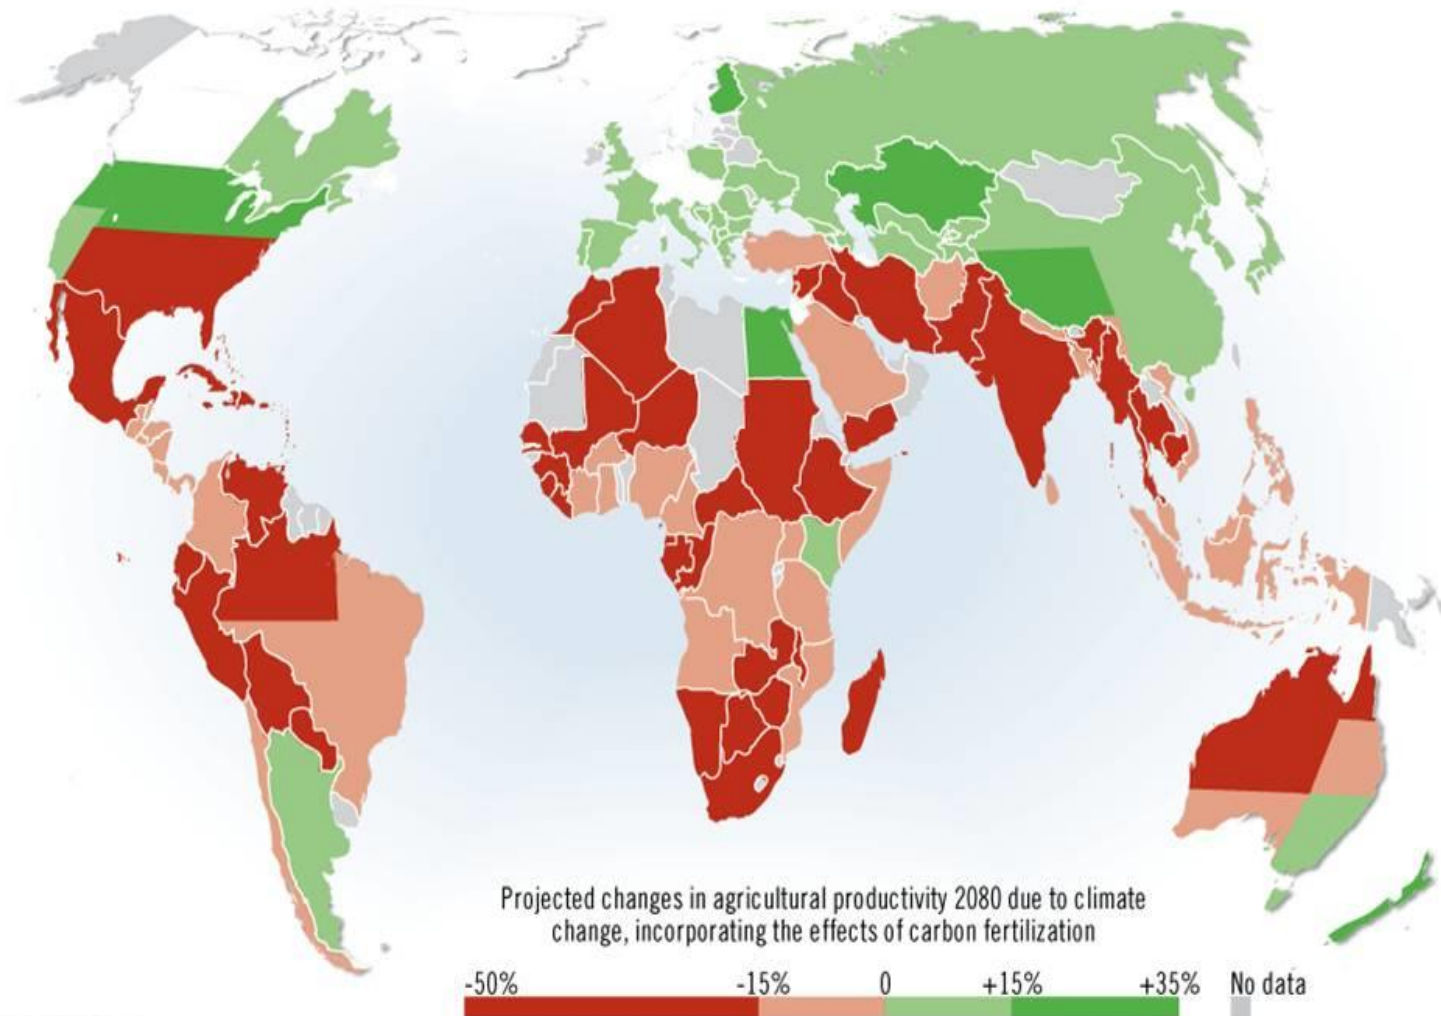 Projected changes in agricultural productivity 2080 due to climate
change, incorporating the effects of carbon fertilization
-50% -15% 0 +15% +35% No data